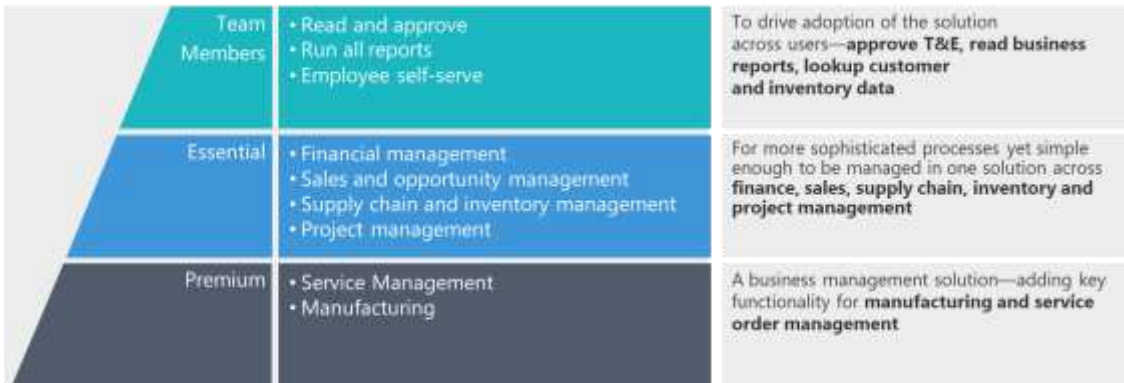 Team
Members
• Read and approve
• Run all reports
• Employee self-serve
To drive adoption of the solution
across users—approve T&E, read business
reports, lookup customer
and inventory data
Essential
• Financial management
• Sales and opportunity management
• Supply chain and inventory management
• Project management
For more sophisticated processes yet simple
enough to be managed in one solution across
finance, sales, supply chain, inventory and
project management
Premium
• Service Management
• Manufacturing
A business management solution—adding key
functionality for manufacturing and service
order management